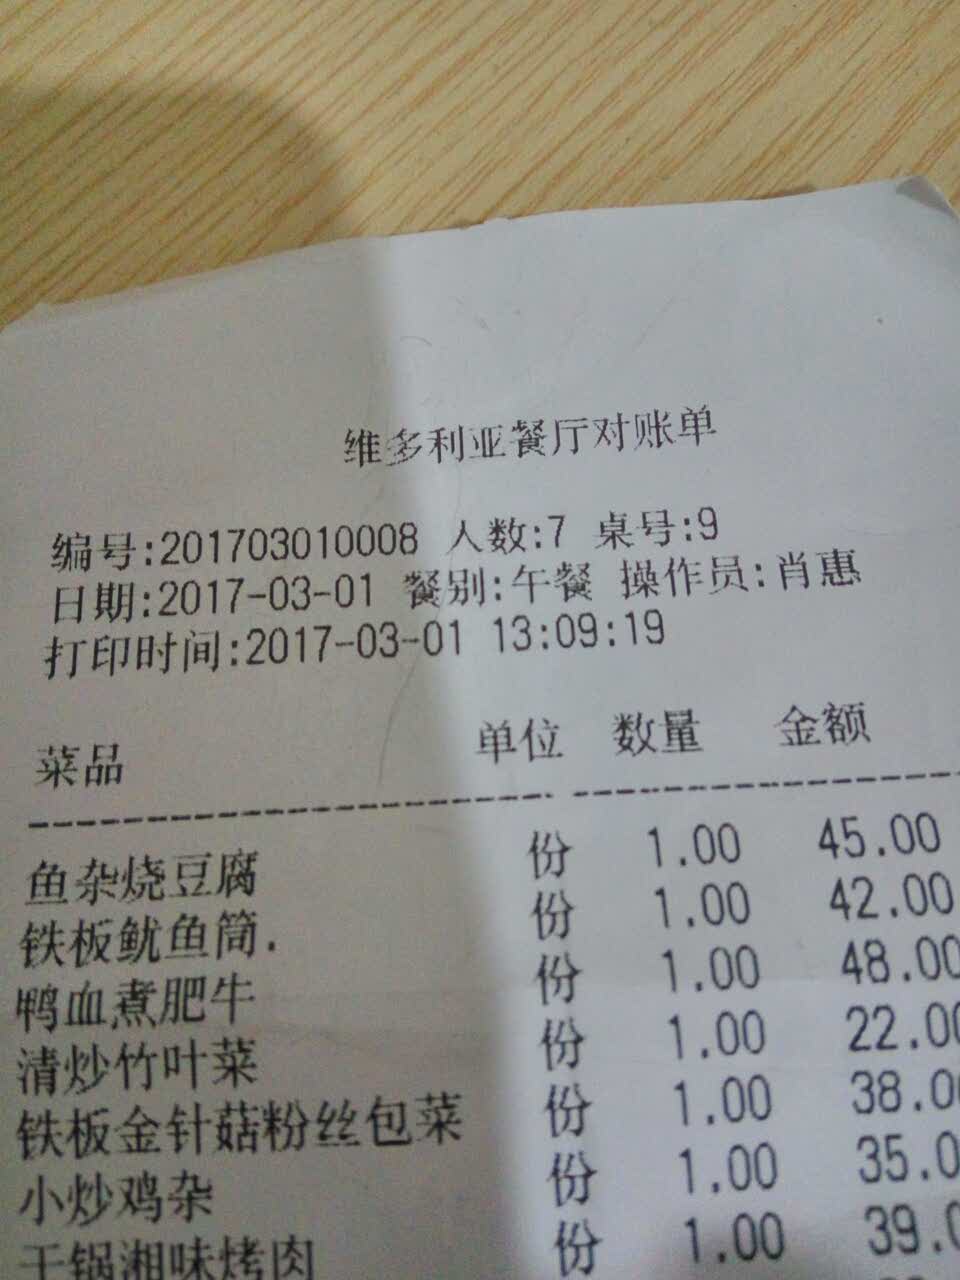 维多利亚餐厅对账单
编号:201703010008 人数:7 桌号:9
日期:2017-03-01 餐别:午餐 操作员:肖惠
打印时间:2017-03-01 13:09:19
菜品 单位 数量 金额
鱼杂烧豆腐 份 1.00 45.00
铁板鱿鱼筒. 份 1.00 42.00
鸭血煮肥牛 份 1.00 48.00
清炒竹叶菜 份 1.00 22.00
铁板金针菇粉丝包菜 份 1.00 38.00
小炒鸡杂 份 1.00 35.0
干锅湘味烤肉 份 1.00 39.0